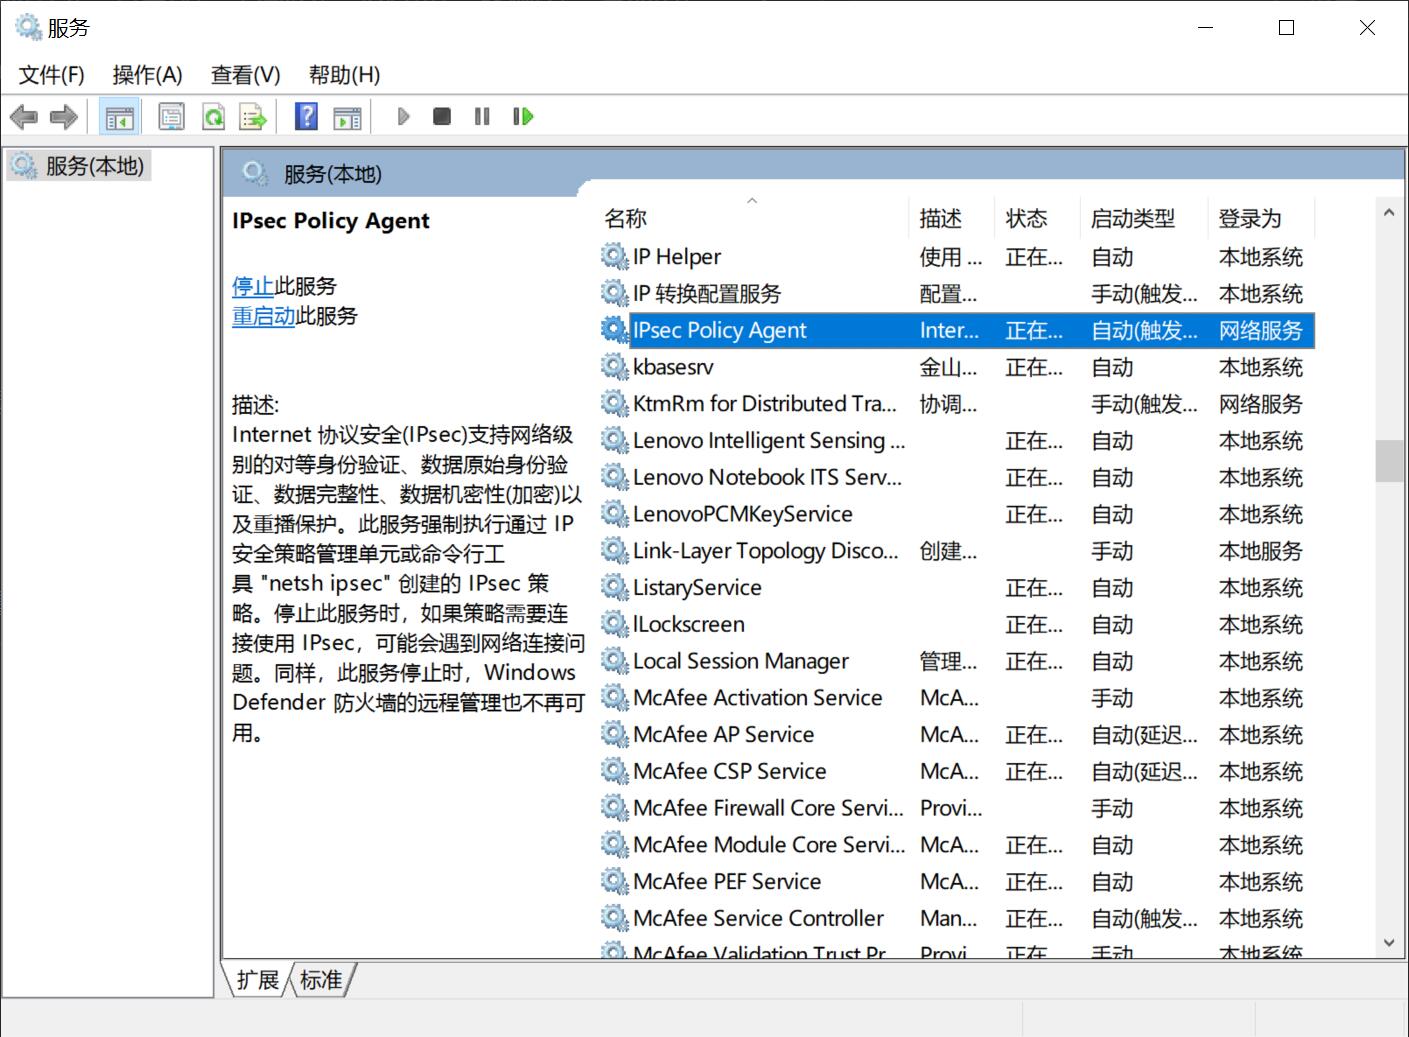 服务
文件(F) 操作(A) 查看(V) 帮助(H)
服务(本地)
服务(本地)
IPsec Policy Agent
停止此服务
重启动此服务
描述:
Internet 协议安全(IPsec)支持网络级
别的对等身份验证、数据原始身份验
证、数据完整性、数据机密性(加密)以
及重播保护。此服务强制执行通过 IP
安全策略管理单元或命令行工
具 "netsh ipsec" 创建的 IPsec 策
略。停止此服务时，如果策略需要连
接使用 IPsec，可能会遇到网络连接问
题。同样，此服务停止时，Windows
Defender 防火墙的远程管理也不再可
用。
名称 描述 状态 启动类型 登录为
IP Helper 使用 ... 正在... 自动 本地系统
IP 转换配置服务 配置... 手动(触发... 本地系统
IPsec Policy Agent Inter... 正在... 自动(触发... 网络服务
kbasesrv 金山... 正在... 自动 本地系统
KtmRm for Distributed Tra... 协调... 手动(触发... 网络服务
Lenovo Intelligent Sensing ... 正在... 自动 本地系统
Lenovo Notebook ITS Serv... 正在... 自动 本地系统
LenovoPCMKeyService 正在... 自动 本地系统
Link-Layer Topology Disco... 创建... 手动 本地服务
ListaryService 正在... 自动 本地系统
lLockscreen 正在... 自动 本地系统
Local Session Manager 管理... 正在... 自动 本地系统
McAfee Activation Service McA... 手动 本地系统
McAfee AP Service McA... 正在... 自动(延迟... 本地系统
McAfee CSP Service McA... 正在... 自动(延迟... 本地系统
McAfee Firewall Core Servi... Provi... 手动 本地系统
McAfee Module Core Servi... McA... 正在... 自动 本地系统
McAfee PEF Service McA... 正在... 自动 本地系统
McAfee Service Controller Man... 正在... 自动(触发... 本地系统
McAfee Validation Trust Pr... Provi... 正在... 手动 本地系统
扩展 标准